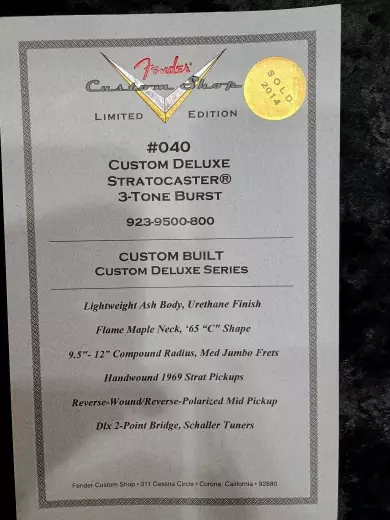 Fender
Custom Shop
LIMITED EDITION
SOLD
2014
#040
CUSTOM DELUXE
STRATOCASTER®
3-TONE BURST
923-9500-800
CUSTOM BUILT
CUSTOM DELUXE SERIES
Lightweight Ash Body, Urethane Finish
Flame Maple Neck, ‘65 “C” Shape
9.5"- 12” Compound Radius, Med Jumbo Frets
Handwound 1969 Strat Pickups
Reverse-Wound/Reverse-Polarized Mid Pickup
Dlx 2-Point Bridge, Schaller Tuners
Fender Custom Shop • 311 Cessna Circle • Corona, California • 92880